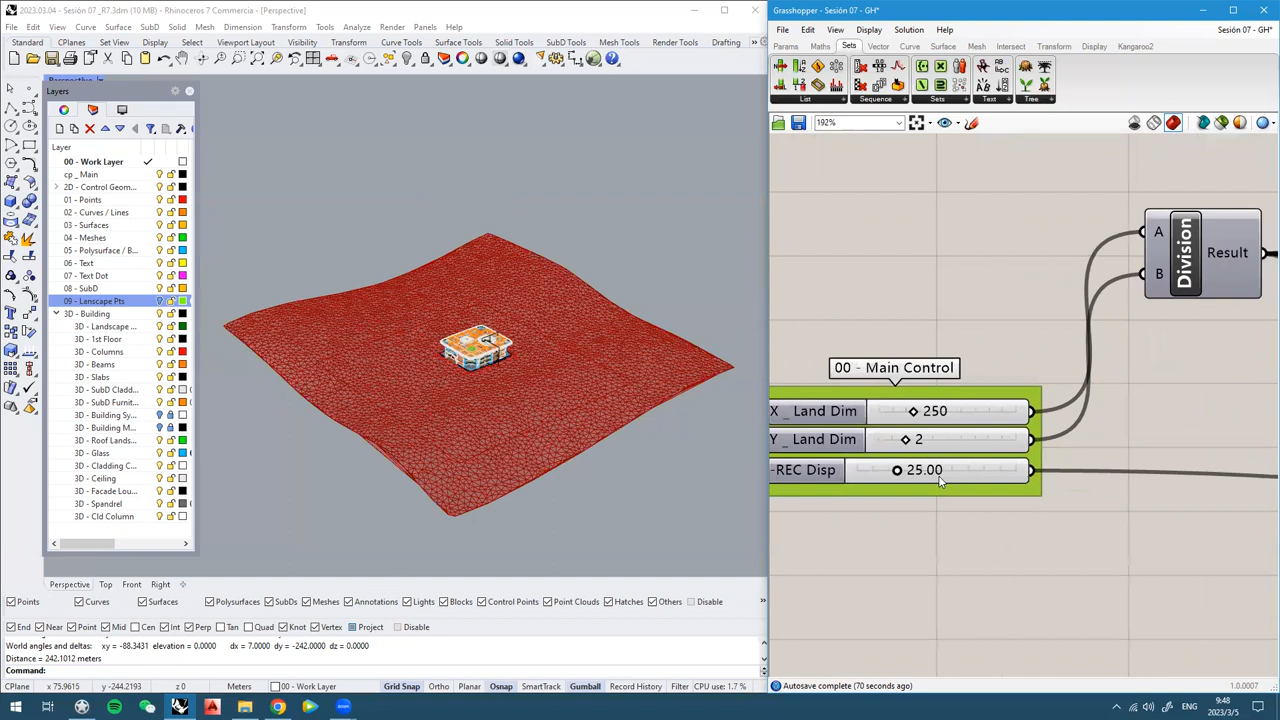 2023.03.04 - Sesión 07_R7.3dm (10 MB) - Rhinoceros 7 Commercia - [Perspective]
File Edit View Curve Surface SubD Solid Mesh Dimension Transform Tools Analyze Render Panels Help
Standard CPlanes Set View Display Select Viewport Layout Visibility Transform Curve Tools Surface Tools Solid Tools SubD Tools Mesh Tools Render Tools Drafting
Layers
Layer
00 - Work Layer
cp _ Main
2D - Control Geom...
01 - Points
02 - Curves / Lines
03 - Surfaces
04 - Meshes
05 - Polysurface / B...
06 - Text
07 - Text Dot
08 - SubD
09 - Lanscape Pts
3D - Building
3D - Landscape ...
3D - 1st Floor
3D - Columns
3D - Beams
3D - Slabs
3D - SubD Cladd...
3D - SubD Furnit...
3D - Building Sy...
3D - Building M...
3D - Roof Lands...
3D - Glass
3D - Cladding C...
3D - Ceiling
3D - Facade Lou...
3D - Spandrel
3D - Cld Column
Perspective Top Front Right
Points Curves Surfaces Polysurfaces SubDs Meshes Annotations Lights Blocks Control Points Point Clouds Hatches Others Disable
End Near Point Mid Cen Int Perp Tan Quad Knot Vertex Project Disable
World angles and deltas: xy = -88.3431 elevation = 0.0000 dx = 7.0000 dy = -242.0000 dz = 0.0000
Distance = 242.1012 meters
Command:
CPlane x 75.9615 y -244.2193 z 0 Meters 00 - Work Layer Grid Snap Ortho Planar Osnap SmartTrack Gumball Record History Filter CPU use: 1.7 %
Grasshopper - Sesión 07 - GH*
File Edit View Display Solution Help Sesión 07 - GH*
Params Maths Sets Vector Curve Surface Mesh Intersect Transform Display Kangaroo2
List Sequence Sets Text Tree
192%
A
B
Division
Result
00 - Main Control
X _ Land Dim 250
Y _ Land Dim 2
-REC Disp 25.00
Autosave complete (70 seconds ago) 1.0.0007
ENG
9:48
2023/3/5